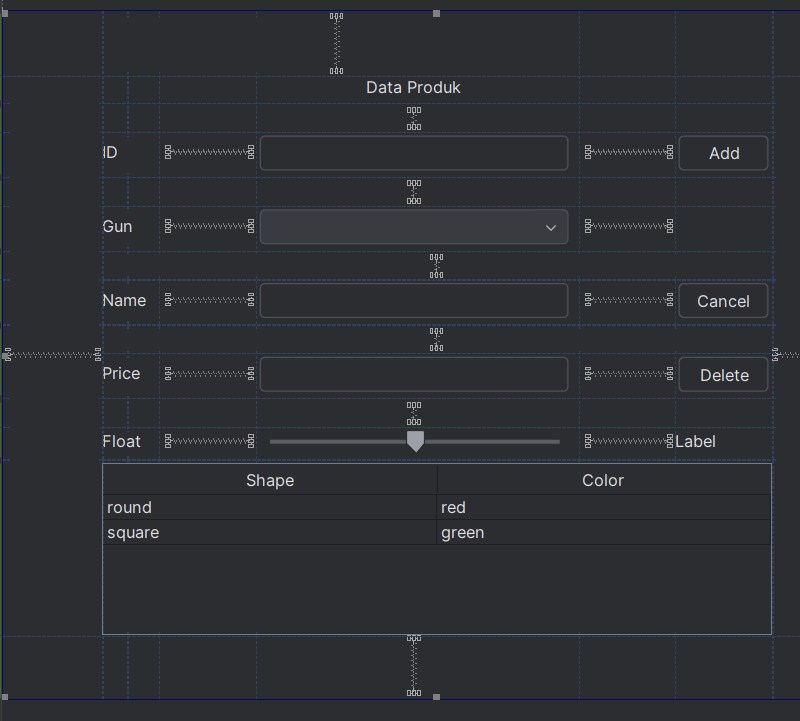 Data Produk
ID Add
Gun
Name Cancel
Price Delete
Float Label
Shape Color
round red
square green